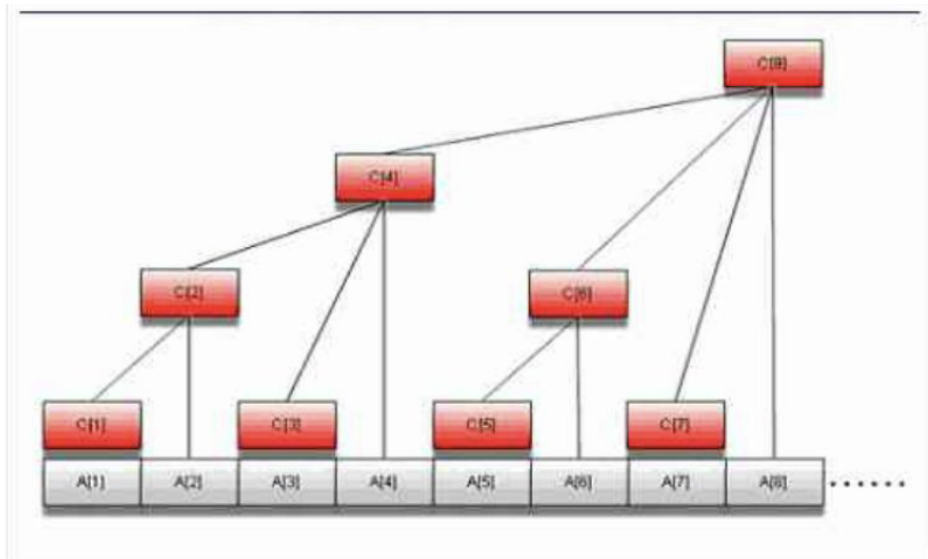 C[8]
C[4]
C[2] C[6]
C[1] C[3] C[5] C[7]
A[1] A[2] A[3] A[4] A[5] A[6] A[7] A[8] ......